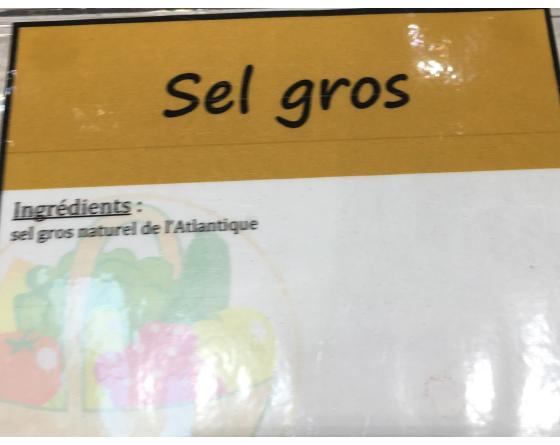 Sel gros
Ingrédients :
sel gros naturel de l'Atlantique